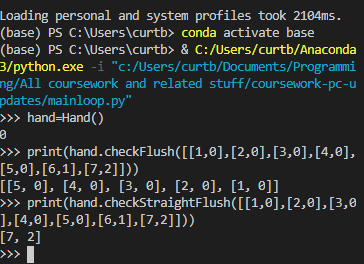 Loading personal and system profiles took 2104ms.
(base) PS C:\Users\curtb> conda activate base
(base) PS C:\Users\curtb> & C:/Users/curtb/Anaconda
3/python.exe -i "c:/Users/curtb/Documents/Programmi
ng/All coursework and related stuff/coursework-pc-u
pdates/mainloop.py"
>>> hand=Hand()
0
>>> print(hand.checkFlush([[1,0],[2,0],[3,0],[4,0],
[5,0],[6,1],[7,2]]))
[[5, 0], [4, 0], [3, 0], [2, 0], [1, 0]]
>>> print(hand.checkStraightFlush([[1,0],[2,0],[3,0
],[4,0],[5,0],[6,1],[7,2]]))
[7, 2]
>>>